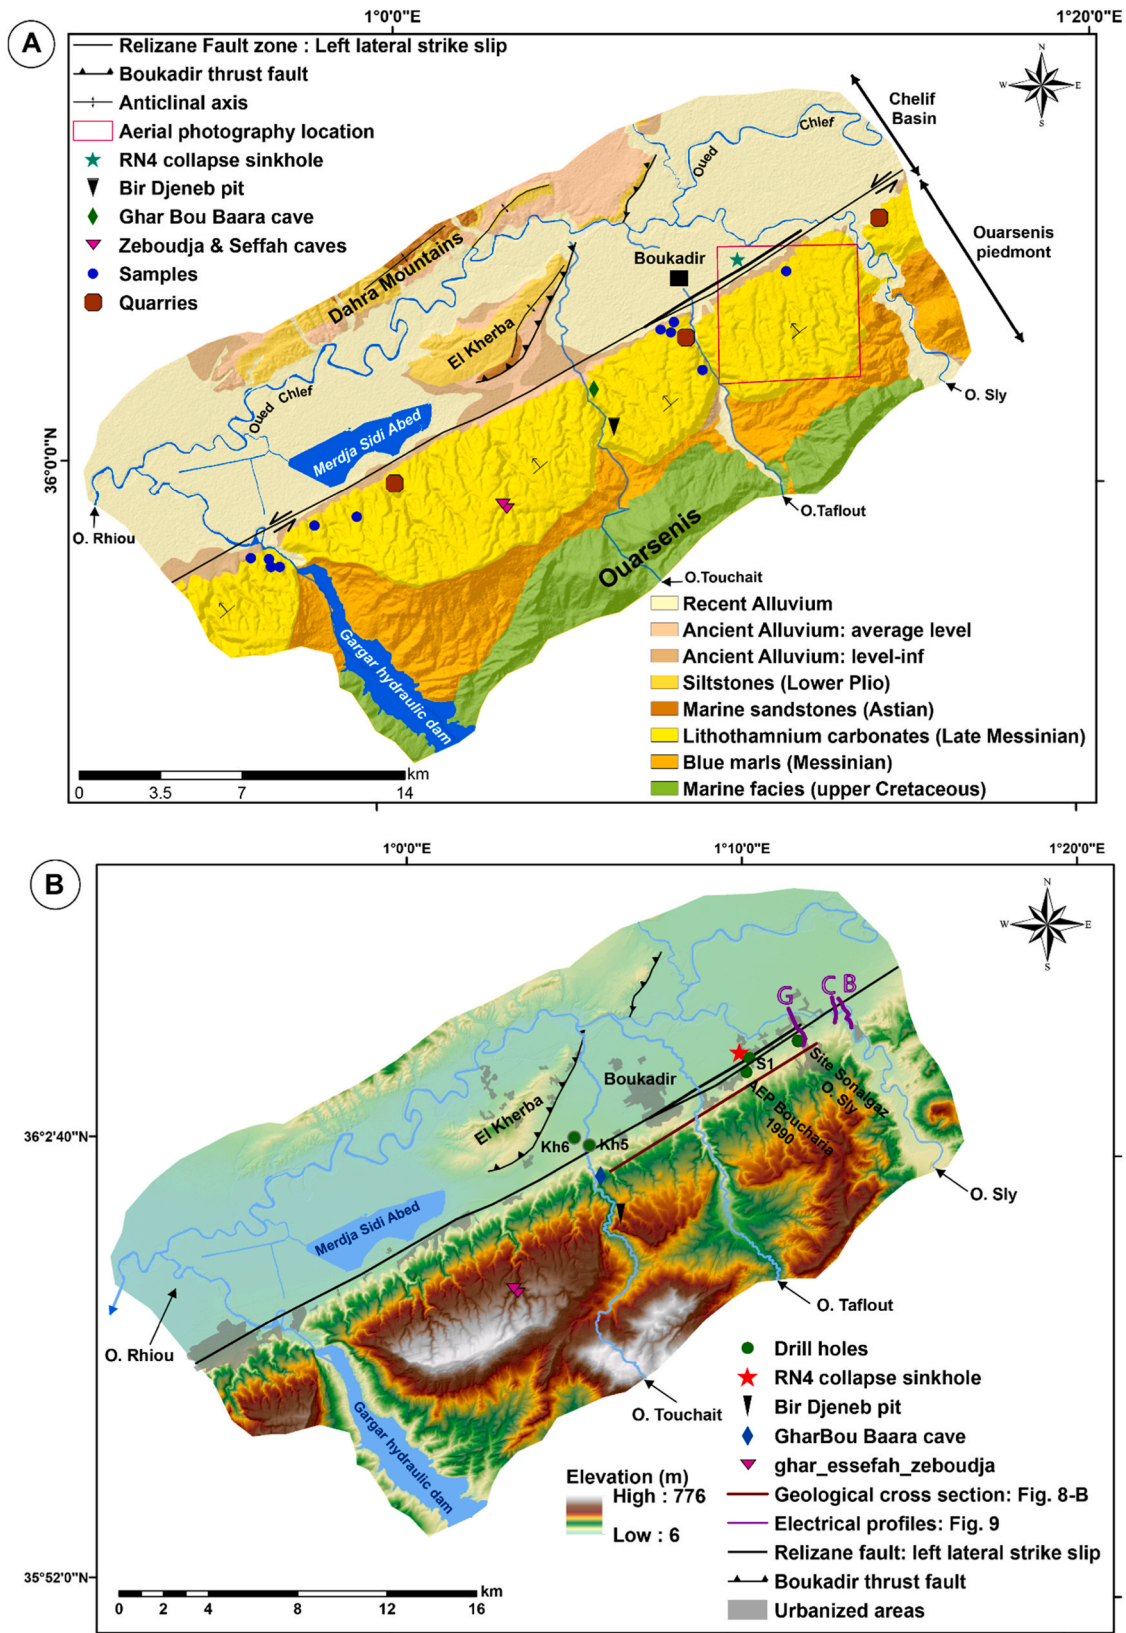 A
1°0'0"E
1°20'0"E
Relizane Fault zone : Left lateral strike slip
Boukadir thrust fault
Anticlinal axis
Aerial photography location
RN4 collapse sinkhole
Bir Djeneb pit
Ghar Bou Baara cave
Zeboudja & Seffah caves
Samples
Quarries
N
W
E
S
Chelif
Basin
Ouarsenis
piedmont
Oued
Chlef
Boukadir
Dahra Mountains
El Kherba
Oued Chlef
Merdja Sidi Abed
36°0'0"N
O. Rhiou
O. Sly
O.Taflout
O.Touchait
Ouarsenis
Gargar hydraulic dam
Recent Alluvium
Ancient Alluvium: average level
Ancient Alluvium: level-inf
Siltstones (Lower Plio)
Marine sandstones (Astian)
Lithothamnium carbonates (Late Messinian)
Blue marls (Messinian)
Marine facies (upper Cretaceous)
km
0 3.5 7 14
B
1°0'0"E
1°10'0"E
1°20'0"E
N
W
E
S
G
C
B
S1
Site Sonalgaz
O. Sly
AEP Boucharia
1990
Boukadir
El Kherba
Kh6
Kh5
36°2'40"N
Merdja Sidi Abed
O. Sly
O. Taflout
O. Rhiou
O. Touchait
Gargar hydraulic dam
Drill holes
RN4 collapse sinkhole
Bir Djeneb pit
GharBou Baara cave
ghar_essefah_zeboudja
Geological cross section: Fig. 8-B
Electrical profiles: Fig. 9
Relizane fault: left lateral strike slip
Boukadir thrust fault
Urbanized areas
Elevation (m)
High : 776
Low : 6
35°52'0"N
km
0 2 4 8 12 16